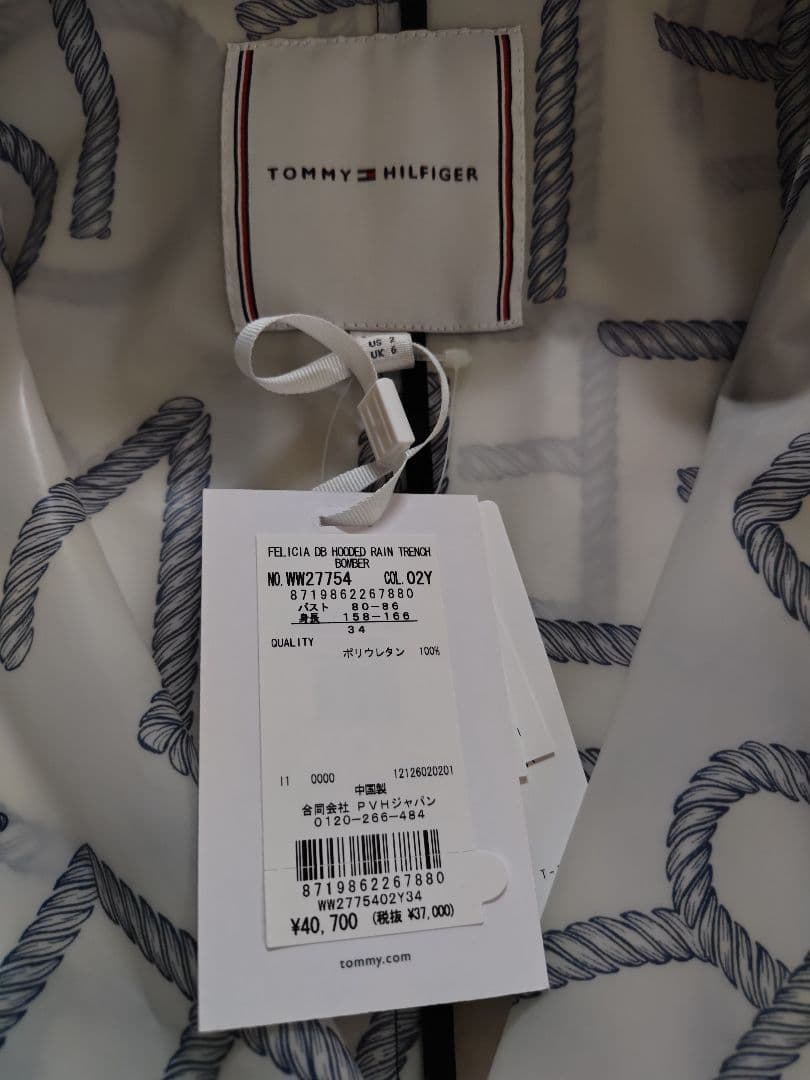 TOMMY HILFIGER
US 2
UK 6
FELICIA DB HOODED RAIN TRENCH
BOMBER
NO. WW27754 COL. 02Y
8719862267880
バスト 80-86
身長 158-166
34
QUALITY
ポリウレタン 100%
I1 0000 12126020201
中国製
合同会社 PVHジャパン
0120-266-484
8719862267880
WW2775402Y34
¥40,700 (税抜 ¥37,000)
tommy.com